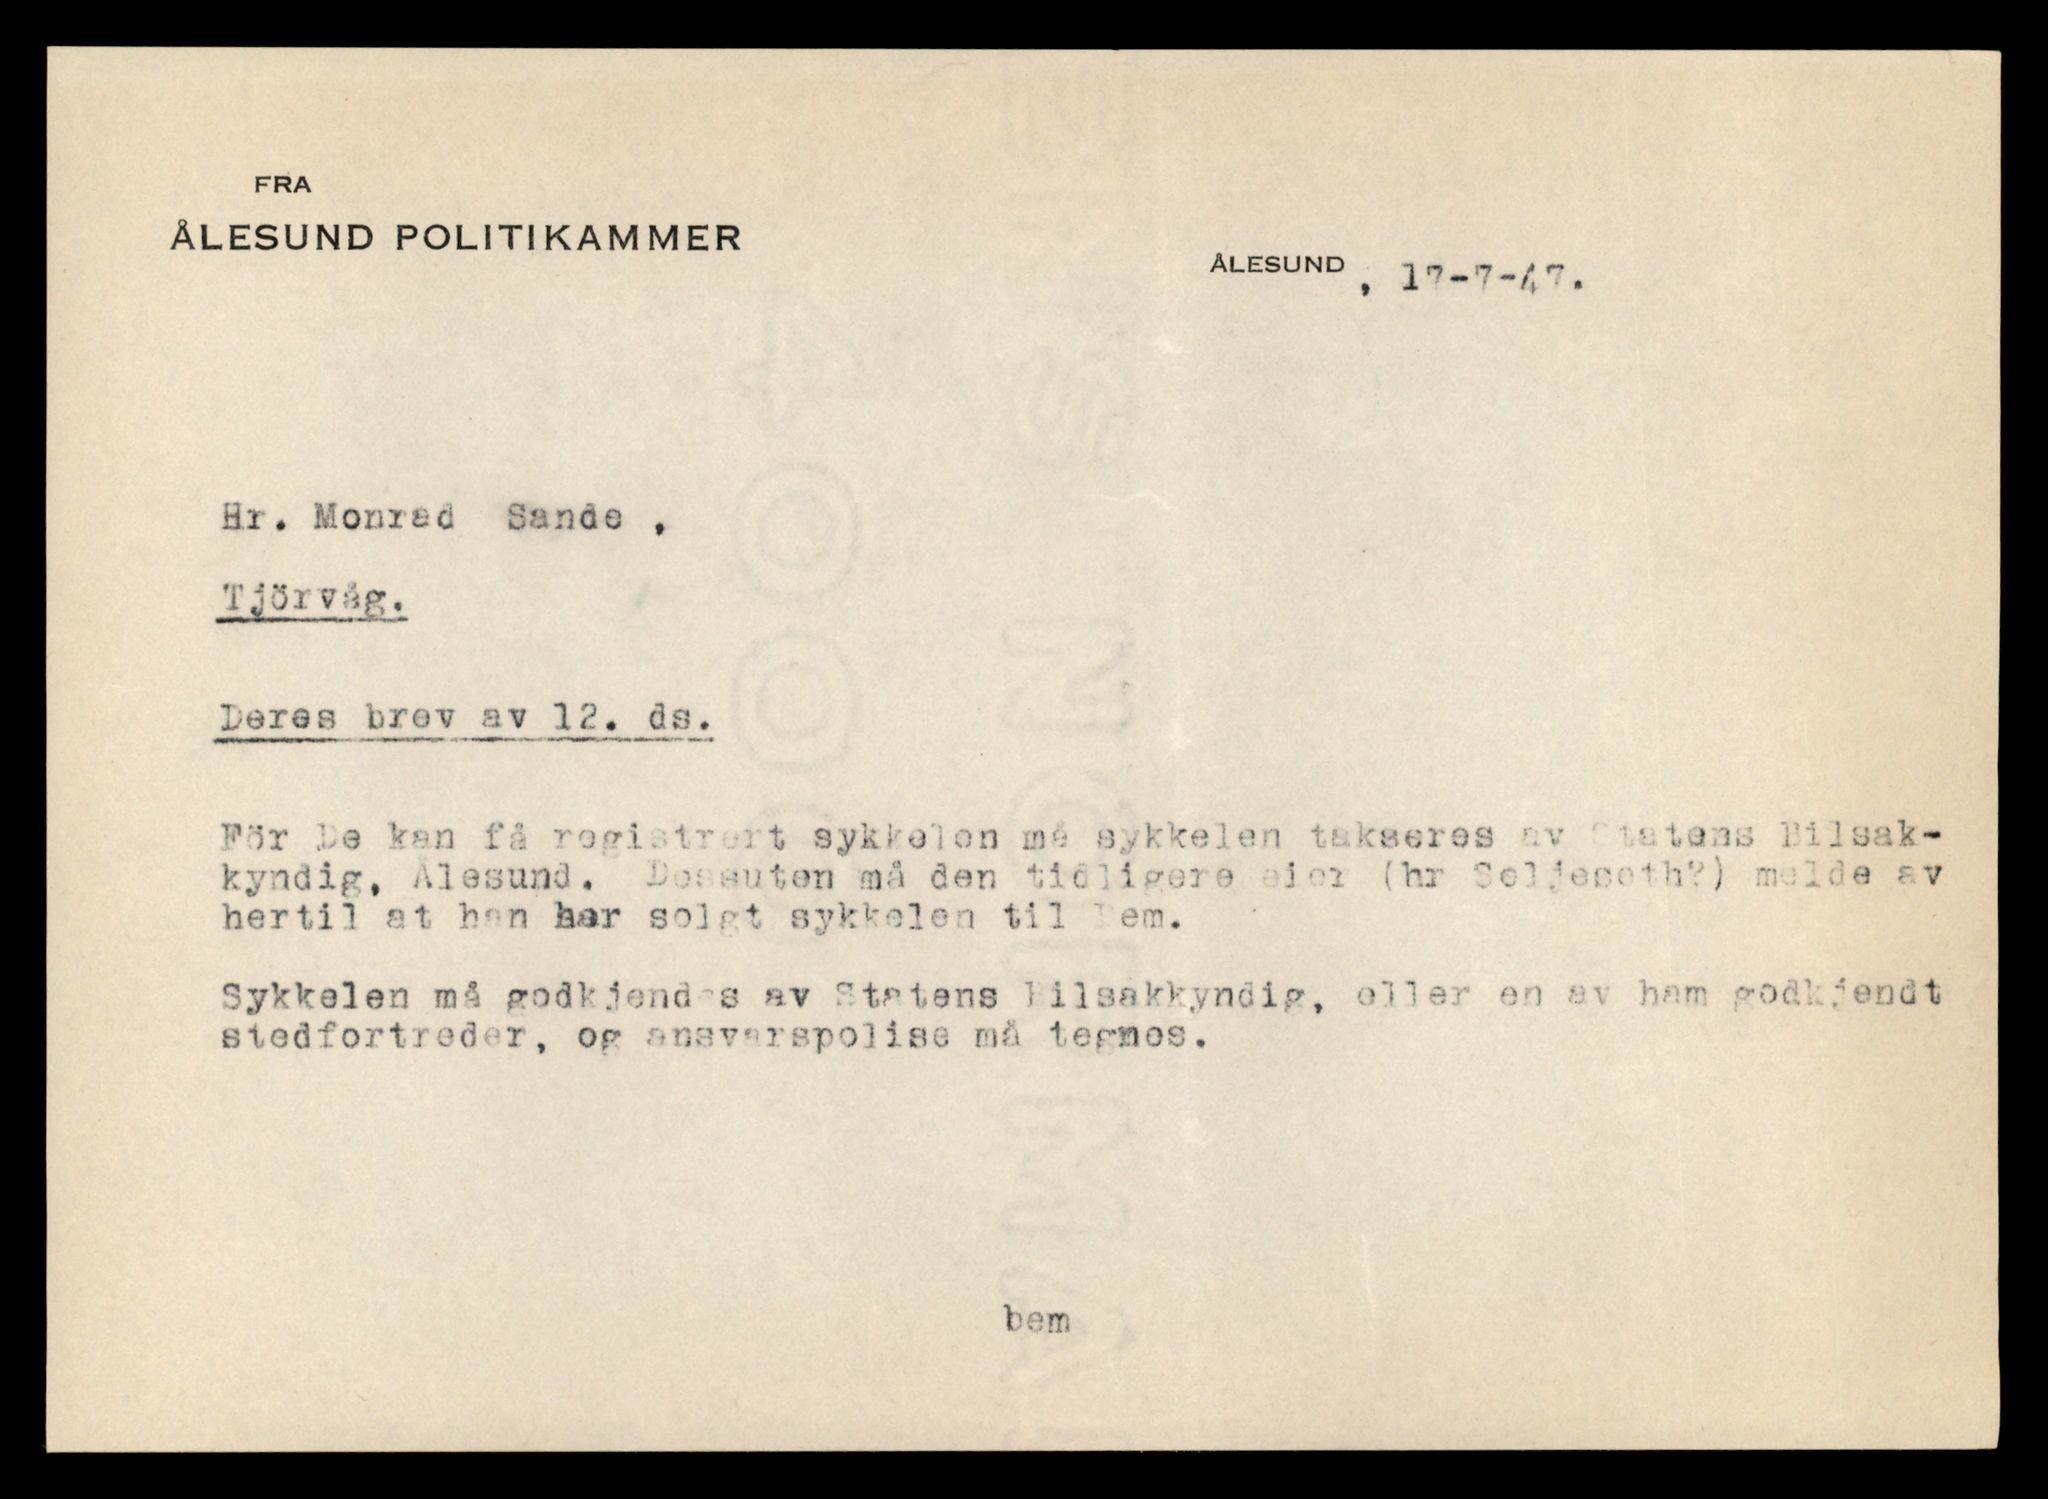 FRA
ÅLESUND POLITIKAMMER
ÅLESUND , 17-7-47.
Hr. Monrad Sande ,
Tjörvåg.
Deres brev av 12. ds.
För De kan få registrert sykkelen må sykkelen takseres av Statens Bilsak-
kyndig, Ålesund. Dessuten må den tidligere eier (hr Seljeseth?) melde av
hertil at han har solgt sykkelen til Dem.
Sykkelen må godkjendes av Statens Bilsakkyndig, eller en av ham godkjendt
stedfortreder, og ansvarspolise må tegnes.
bem